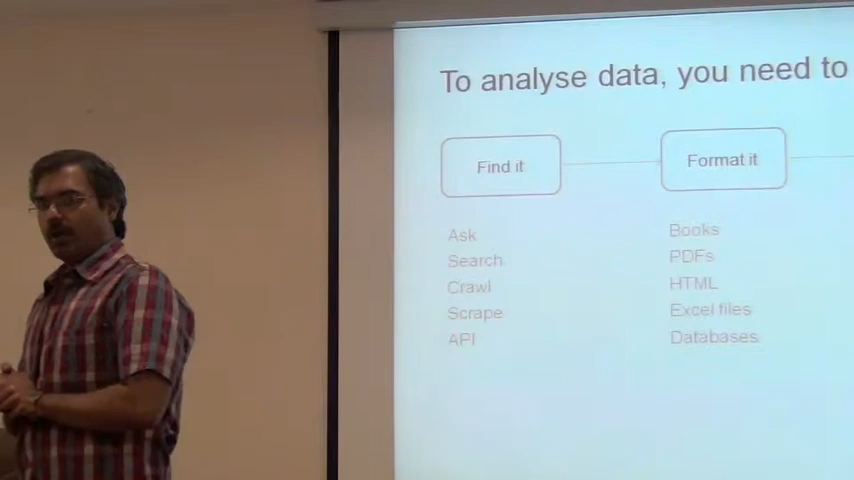 To analyse data, you need to
Find it
Format it
Ask
Search
Crawl
Scrape
API
Books
PDFs
HTML
Excel files
Databases